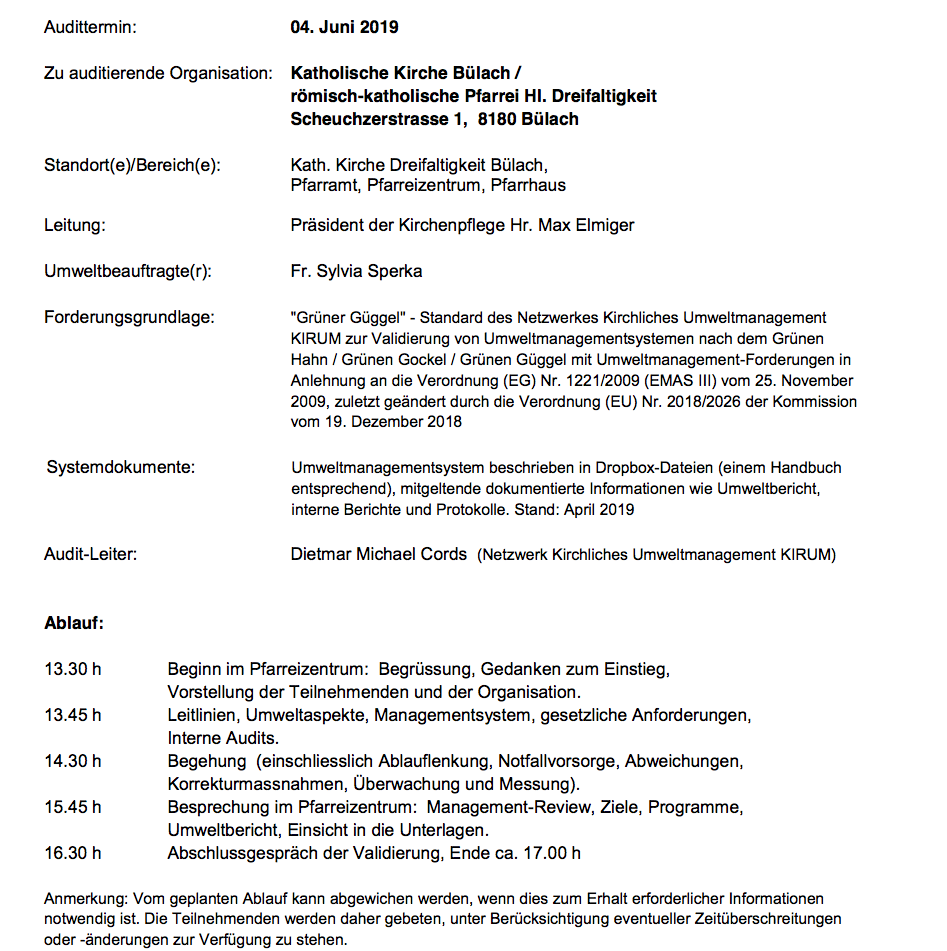 Audittermin: 04. Juni 2019
Zu auditierende Organisation: Katholische Kirche Bülach /
römisch-katholische Pfarrei Hl. Dreifaltigkeit
Scheuchzerstrasse 1, 8180 Bülach
Standort(e)/Bereich(e): Kath. Kirche Dreifaltigkeit Bülach,
Pfarramt, Pfarreizentrum, Pfarrhaus
Leitung: Präsident der Kirchenpflege Hr. Max Elmiger
Umweltbeauftragte(r): Fr. Sylvia Sperka
Forderungsgrundlage: "Grüner Güggel" - Standard des Netzwerkes Kirchliches Umweltmanagement
KIRUM zur Validierung von Umweltmanagementsystemen nach dem Grünen
Hahn / Grünen Gockel / Grünen Güggel mit Umweltmanagement-Forderungen in
Anlehnung an die Verordnung (EG) Nr. 1221/2009 (EMAS III) vom 25. November
2009, zuletzt geändert durch die Verordnung (EU) Nr. 2018/2026 der Kommission
vom 19. Dezember 2018
Systemdokumente: Umweltmanagementsystem beschrieben in Dropbox-Dateien (einem Handbuch
entsprechend), mitgeltende dokumentierte Informationen wie Umweltbericht,
interne Berichte und Protokolle. Stand: April 2019
Audit-Leiter: Dietmar Michael Cords (Netzwerk Kirchliches Umweltmanagement KIRUM)
Ablauf:
13.30 h Beginn im Pfarreizentrum: Begrüssung, Gedanken zum Einstieg,
Vorstellung der Teilnehmenden und der Organisation.
13.45 h Leitlinien, Umweltaspekte, Managementsystem, gesetzliche Anforderungen,
Interne Audits.
14.30 h Begehung (einschliesslich Ablauflenkung, Notfallvorsorge, Abweichungen,
Korrekturmassnahmen, Überwachung und Messung).
15.45 h Besprechung im Pfarreizentrum: Management-Review, Ziele, Programme,
Umweltbericht, Einsicht in die Unterlagen.
16.30 h Abschlussgespräch der Validierung, Ende ca. 17.00 h
Anmerkung: Vom geplanten Ablauf kann abgewichen werden, wenn dies zum Erhalt erforderlicher Informationen
notwendig ist. Die Teilnehmenden werden daher gebeten, unter Berücksichtigung eventueller Zeitüberschreitungen
oder -änderungen zur Verfügung zu stehen.